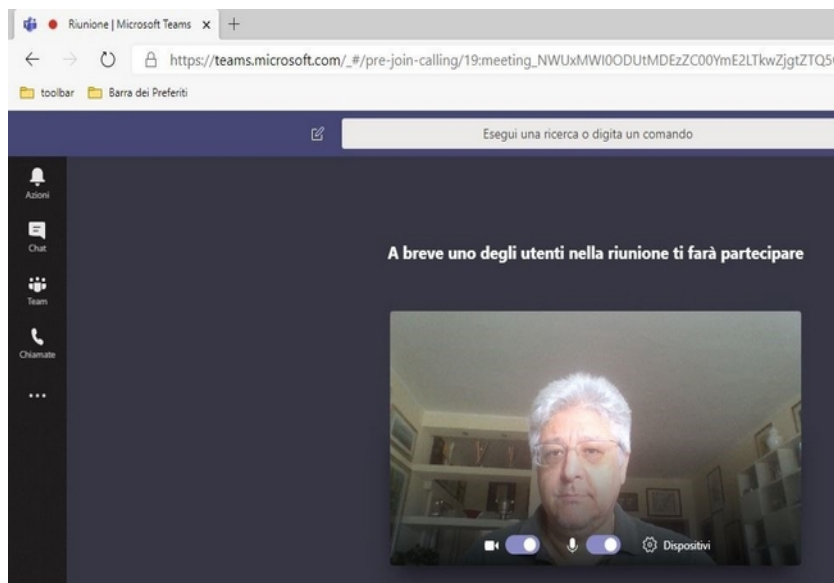 Riunione | Microsoft Teams
https://teams.microsoft.com/_#/pre-join-calling/19:meeting_NWUxMWI0ODUtMDEzZC00YmE2LTkwZjgtZTQ5
toolbar Barra dei Preferiti
Esegui una ricerca o digita un comando
Azioni
Chat
Team
Chiamate
A breve uno degli utenti nella riunione ti farà partecipare
Dispositivi